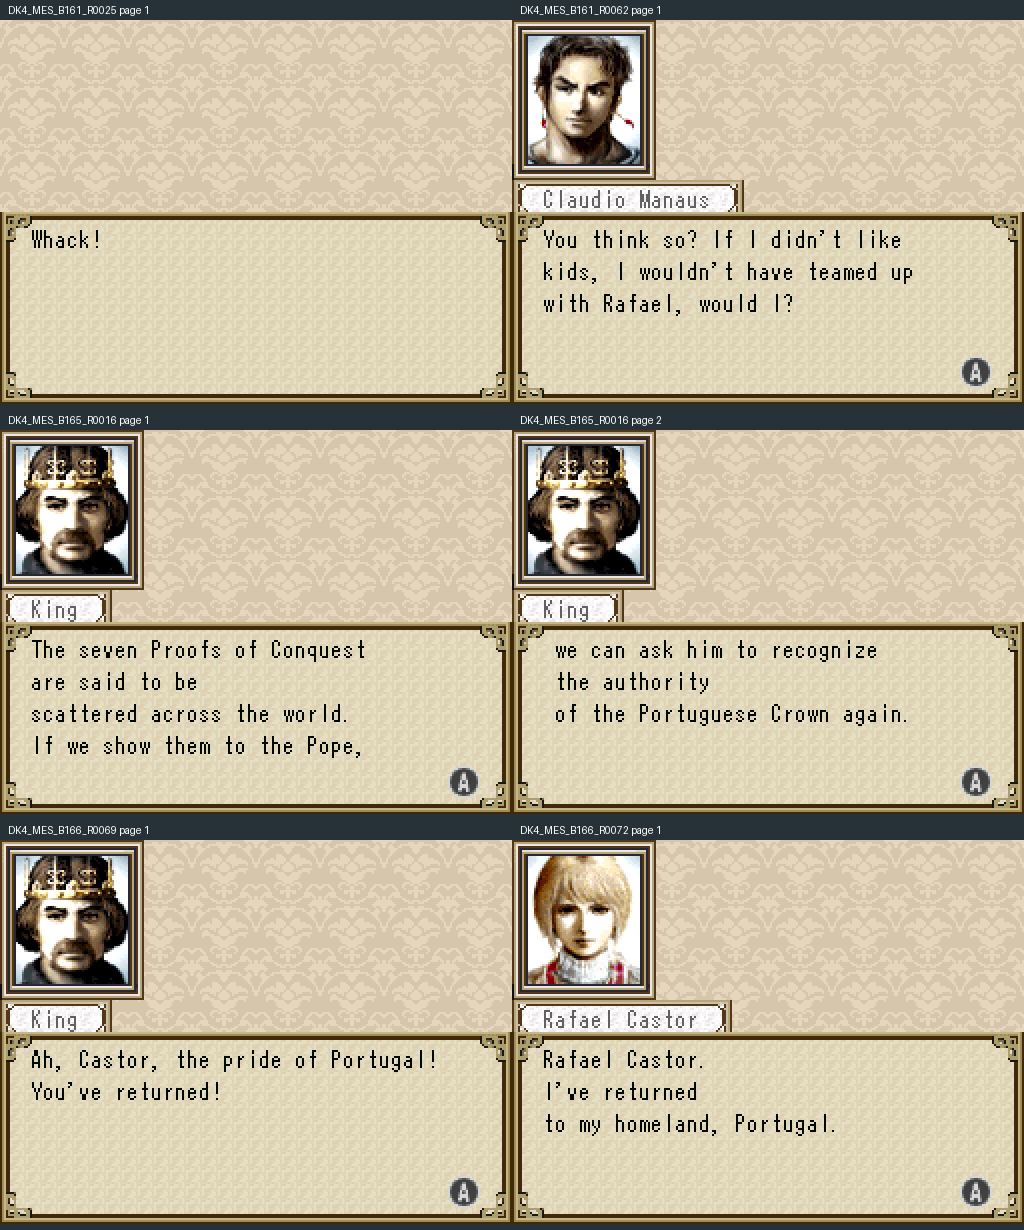 DK4_MES_B161_R0025 page 1
Whack!
DK4_MES_B161_R0062 page 1
Claudio Manaus
You think so? If I didn't like
kids, I wouldn't have teamed up
with Rafael, would I?
A
DK4_MES_B165_R0016 page 1
King
The seven Proofs of Conquest
are said to be
scattered across the world.
If we show them to the Pope,
A
DK4_MES_B165_R0016 page 2
King
we can ask him to recognize
the authority
of the Portuguese Crown again.
A
DK4_MES_B166_R0069 page 1
King
Ah, Castor, the pride of Portugal!
You've returned!
A
DK4_MES_B166_R0072 page 1
Rafael Castor
Rafael Castor.
I've returned
to my homeland, Portugal.
A